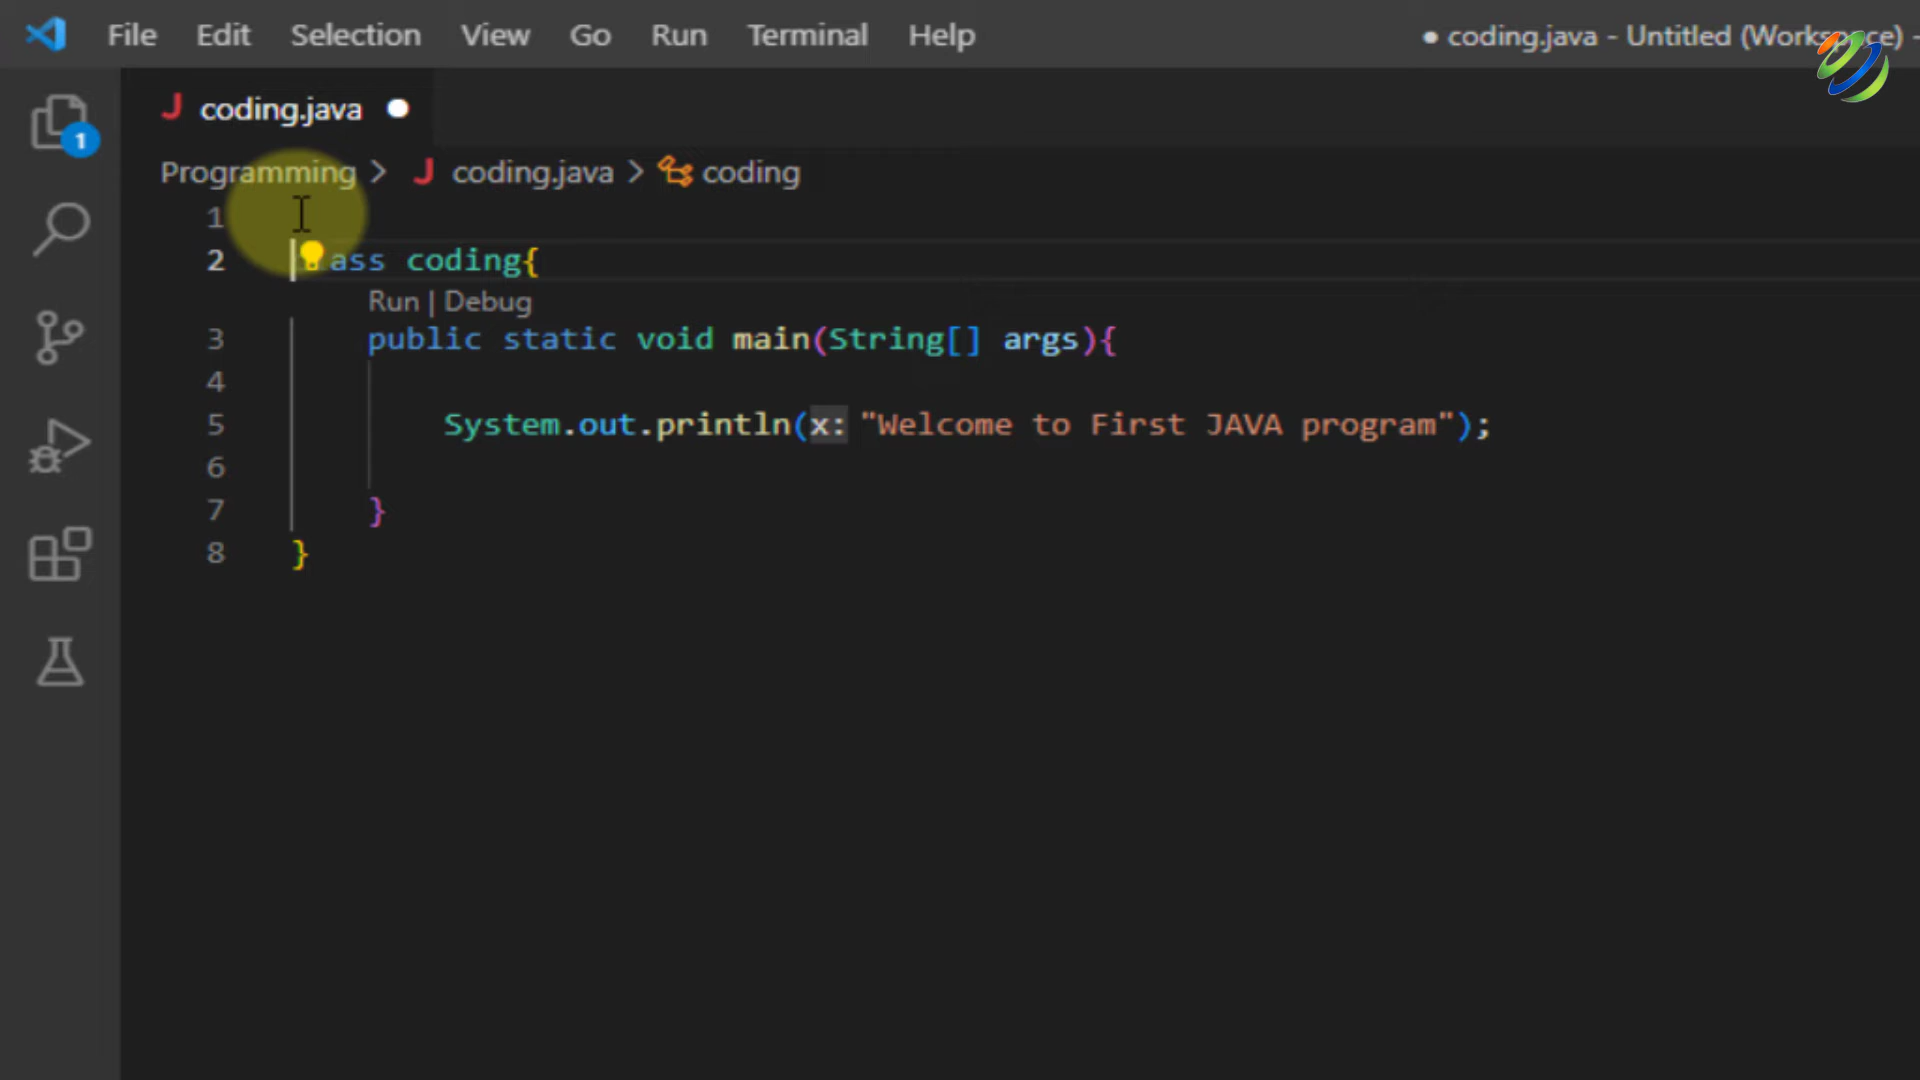 File Edit Selection View Go Run Terminal Help ● coding.java - Untitled (Workspace) -
1
J coding.java ●
Programming > J coding.java > coding
1
2 ass coding{
Run | Debug
3 public static void main(String[] args){
4
5 System.out.println(x: "Welcome to First JAVA program");
6
7 }
8 }